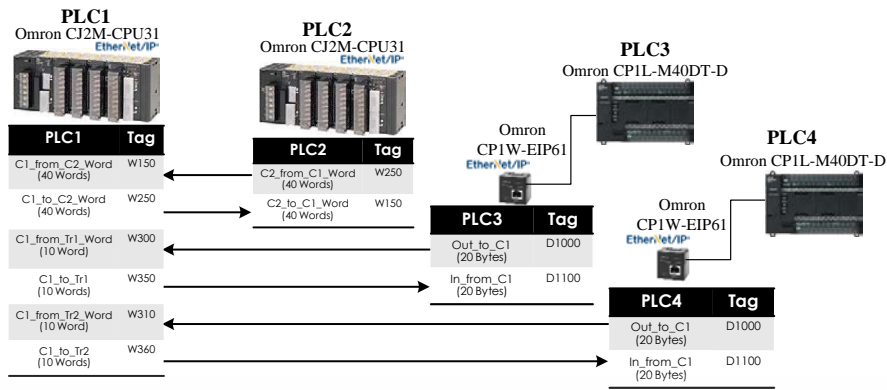 PLC1
Omron CJ2M-CPU31
EtherNet/IP
PLC2
Omron CJ2M-CPU31
EtherNet/IP
PLC3
Omron CP1L-M40DT-D
Omron
CP1W-EIP61
EtherNet/IP
PLC4
Omron CP1L-M40DT-D
Omron
CP1W-EIP61
EtherNet/IP
PLC1 Tag
C1_from_C2_Word W150
(40 Words)
C1_to_C2_Word W250
(40 Words)
C1_from_Tr1_Word W300
(10 Word)
C1_to_Tr1 W350
(10 Words)
C1_from_Tr2_Word W310
(10 Word)
C1_to_Tr2 W360
(10 Words)
PLC2 Tag
C2_from_C1_Word W250
(40 Words)
C2_to_C1_Word W150
(40 Words)
PLC3 Tag
Out_to_C1 D1000
(20 Bytes)
In_from_C1 D1100
(20 Bytes)
PLC4 Tag
Out_to_C1 D1000
(20 Bytes)
In_from_C1 D1100
(20 Bytes)